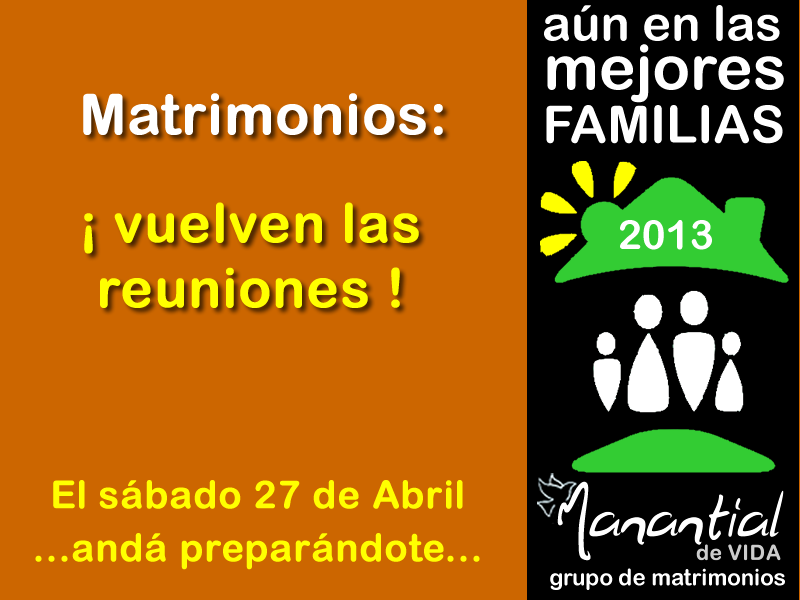 Matrimonios:
¡ vuelven las
reuniones !
El sábado 27 de Abril
...andá preparándote...
aún en las
mejores
FAMILIAS
2013
Manantial
de VIDA
grupo de matrimonios